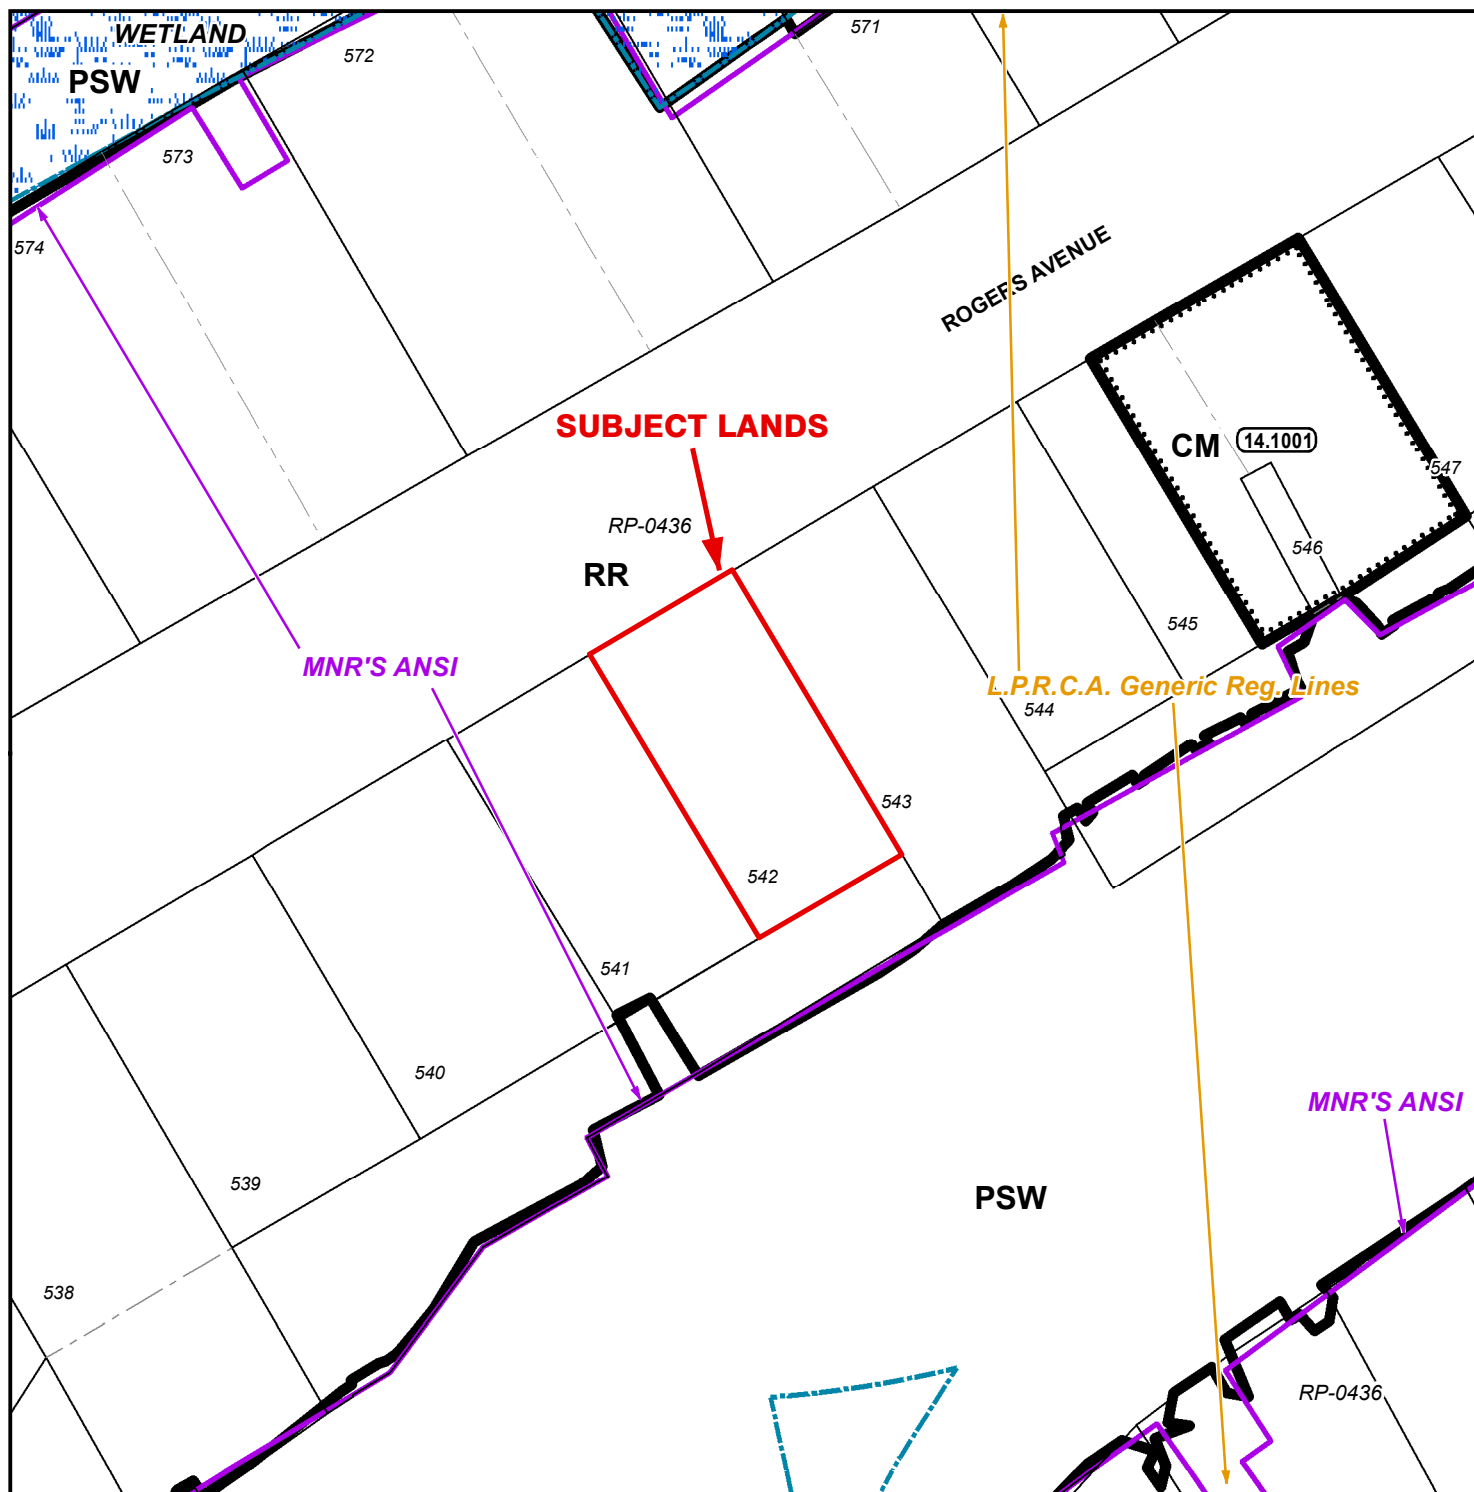 WETLAND
571
572
PSW
573
574
ROGERS AVENUE
SUBJECT LANDS
CM
14.1001
547
RP-0436
546
RR
545
MNR'S ANSI
L.P.R.C.A. Generic Reg. Lines
544
543
542
541
540
MNR'S ANSI
539
PSW
538
RP-0436